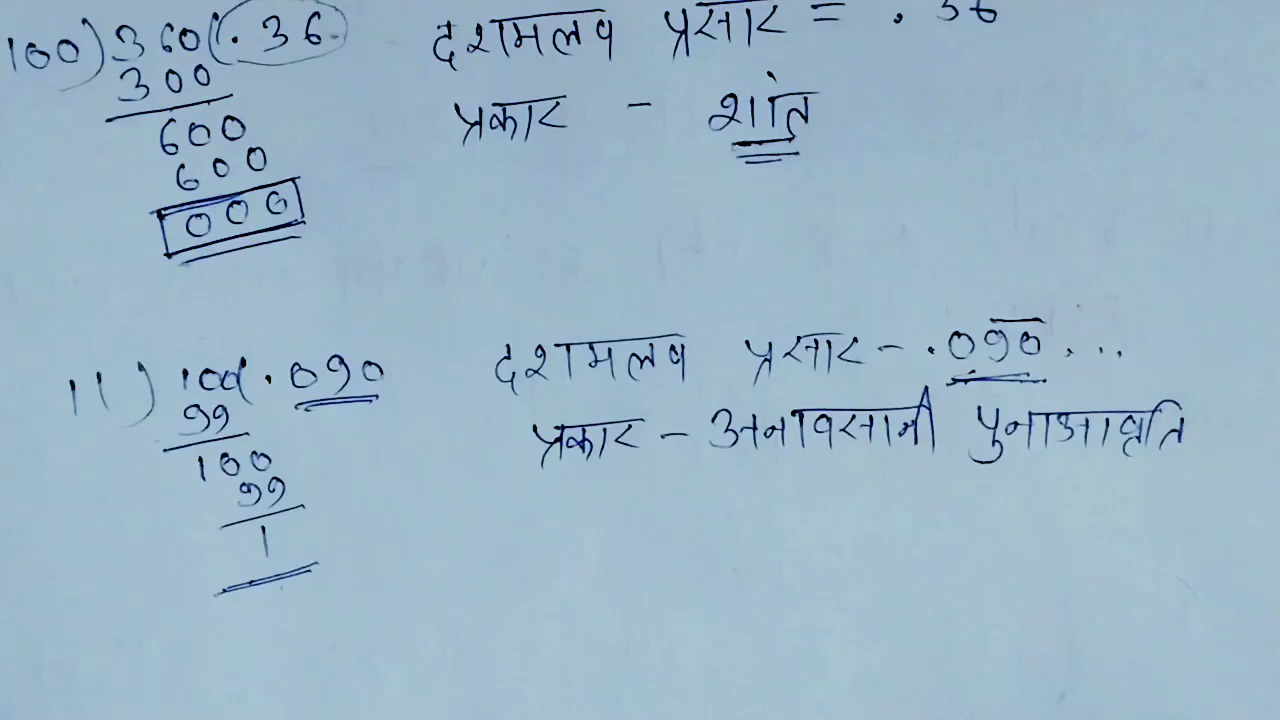 100) 360 ( .36
300
600
600
000
दशमलव प्रसार = .36
प्रकार - शांत
11) 100( .090
99
100
99
1
दशमलव प्रसार - .090...
प्रकार - अनावसानी पुनाआवृति